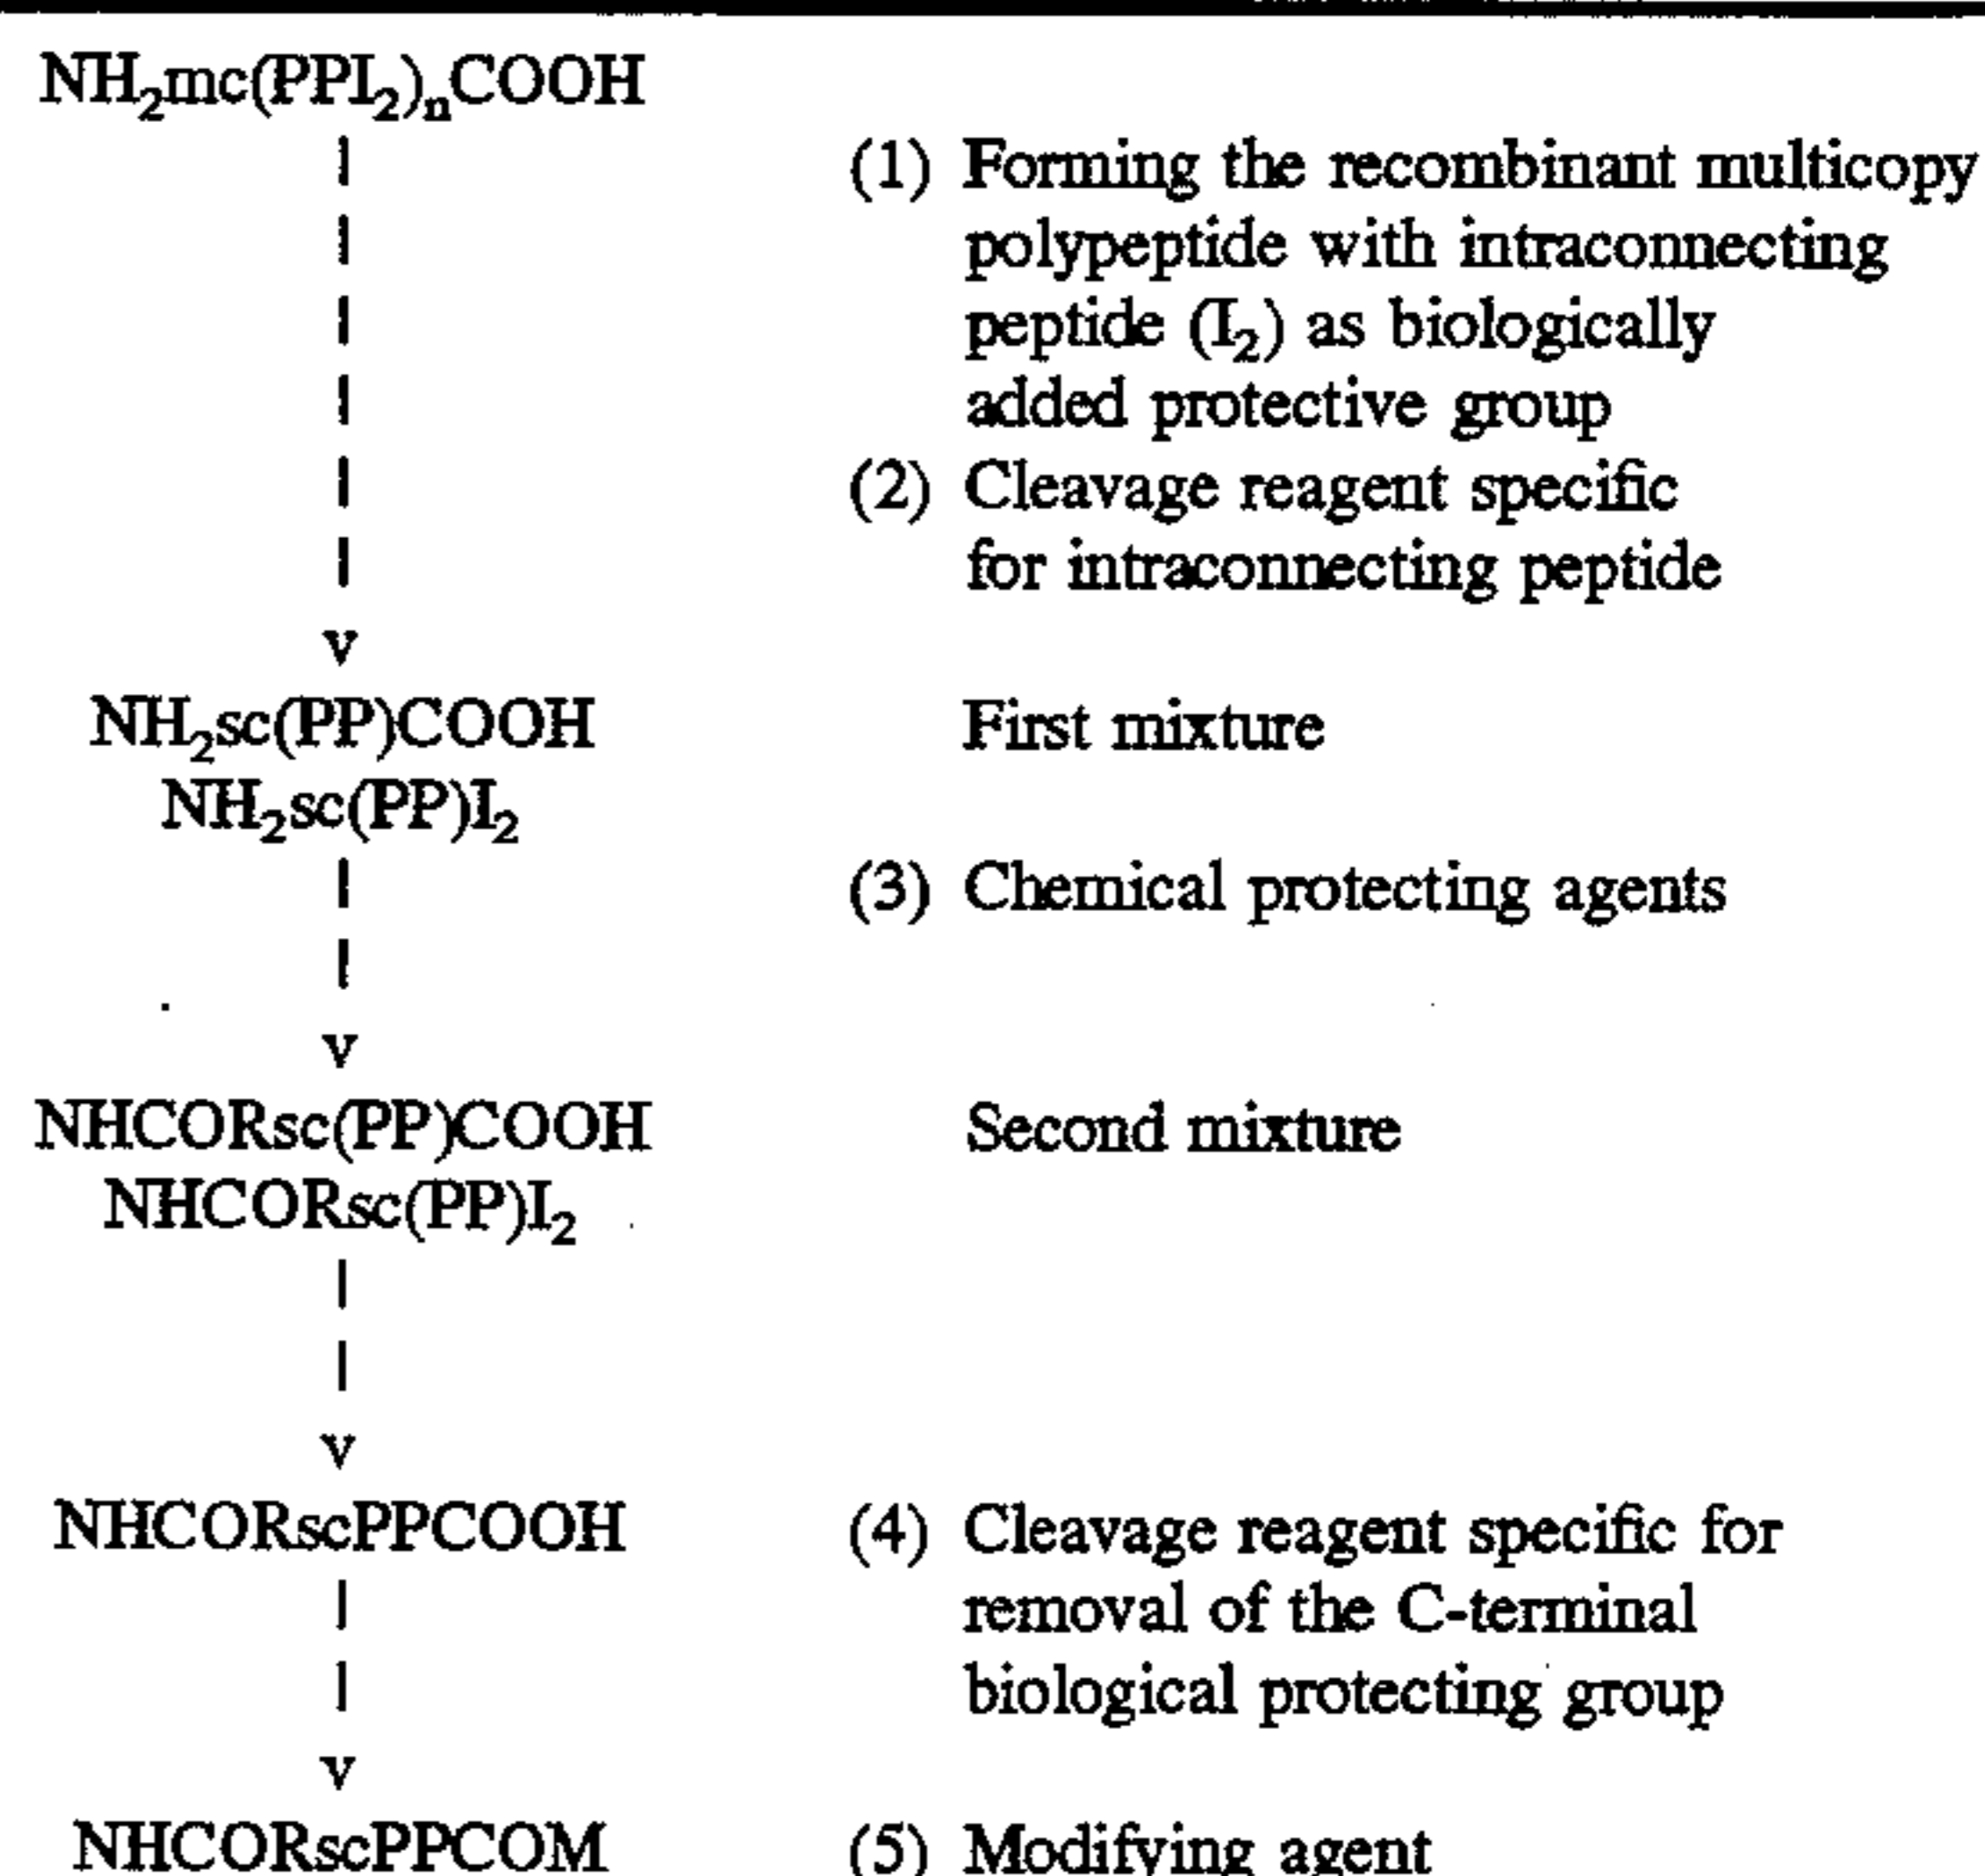 NH₂mc(PPI₂)ₙCOOH
(1) Forming the recombinant multicopy
polypeptide with intraconnecting
peptide (I₂) as biologically
added protective group
(2) Cleavage reagent specific
for intraconnecting peptide
v
NH₂sc(PP)COOH First mixture
NH₂sc(PP)I₂
(3) Chemical protecting agents
v
NHCORsc(PP)COOH Second mixture
NHCORsc(PP)I₂
v
NHCORscPPCOOH (4) Cleavage reagent specific for
removal of the C-terminal
biological protecting group
v
NHCORscPPCOM (5) Modifying agent